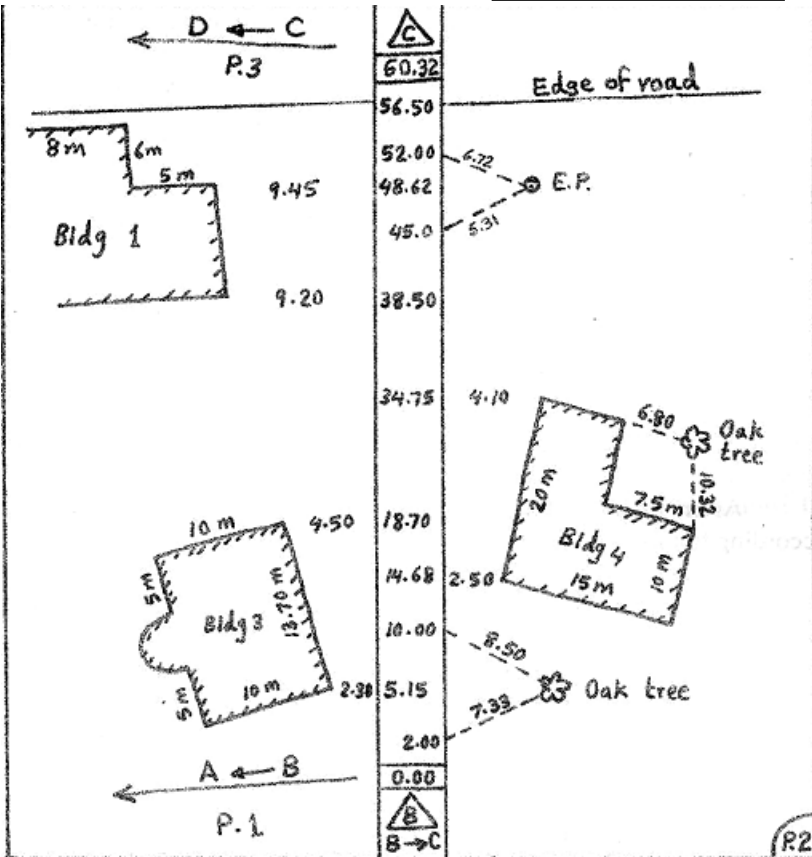 D ← C
P.3
C
60.32
Edge of road
56.50
8m
6m
5m
52.00
6.72
9.45
48.62
E.P.
Bldg 1
45.0
5.31
9.20
38.50
34.75
4.10
6.80
Oak
tree
20m
7.5m
10.32
10 m
4.50
18.70
Bldg 4
5m
14.68
2.50
15m
10 m
Bldg 3
13.70 m
10.00
8.50
5m
10 m
2.30
5.15
7.33
Oak tree
2.00
A ← B
0.00
P.1
B
B→C
P.2